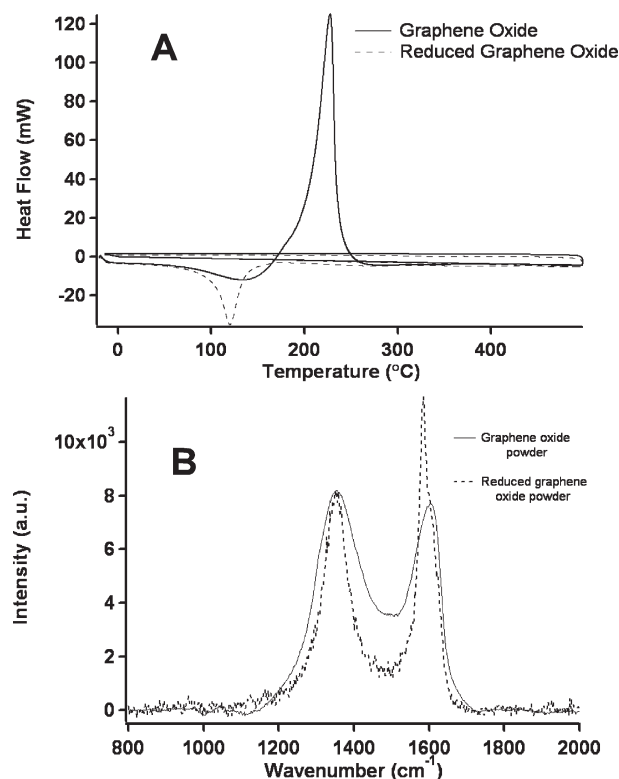 A
Graphene Oxide
Reduced Graphene Oxide
Heat Flow (mW)
120
100
80
60
40
20
0
-20
0 100 200 300 400
Temperature (°C)
B
Graphene oxide
powder
Reduced graphene
oxide powder
Intensity (a.u.)
10x10³
8
6
4
2
0
800 1000 1200 1400 1600 1800 2000
Wavenumber (cm⁻¹)